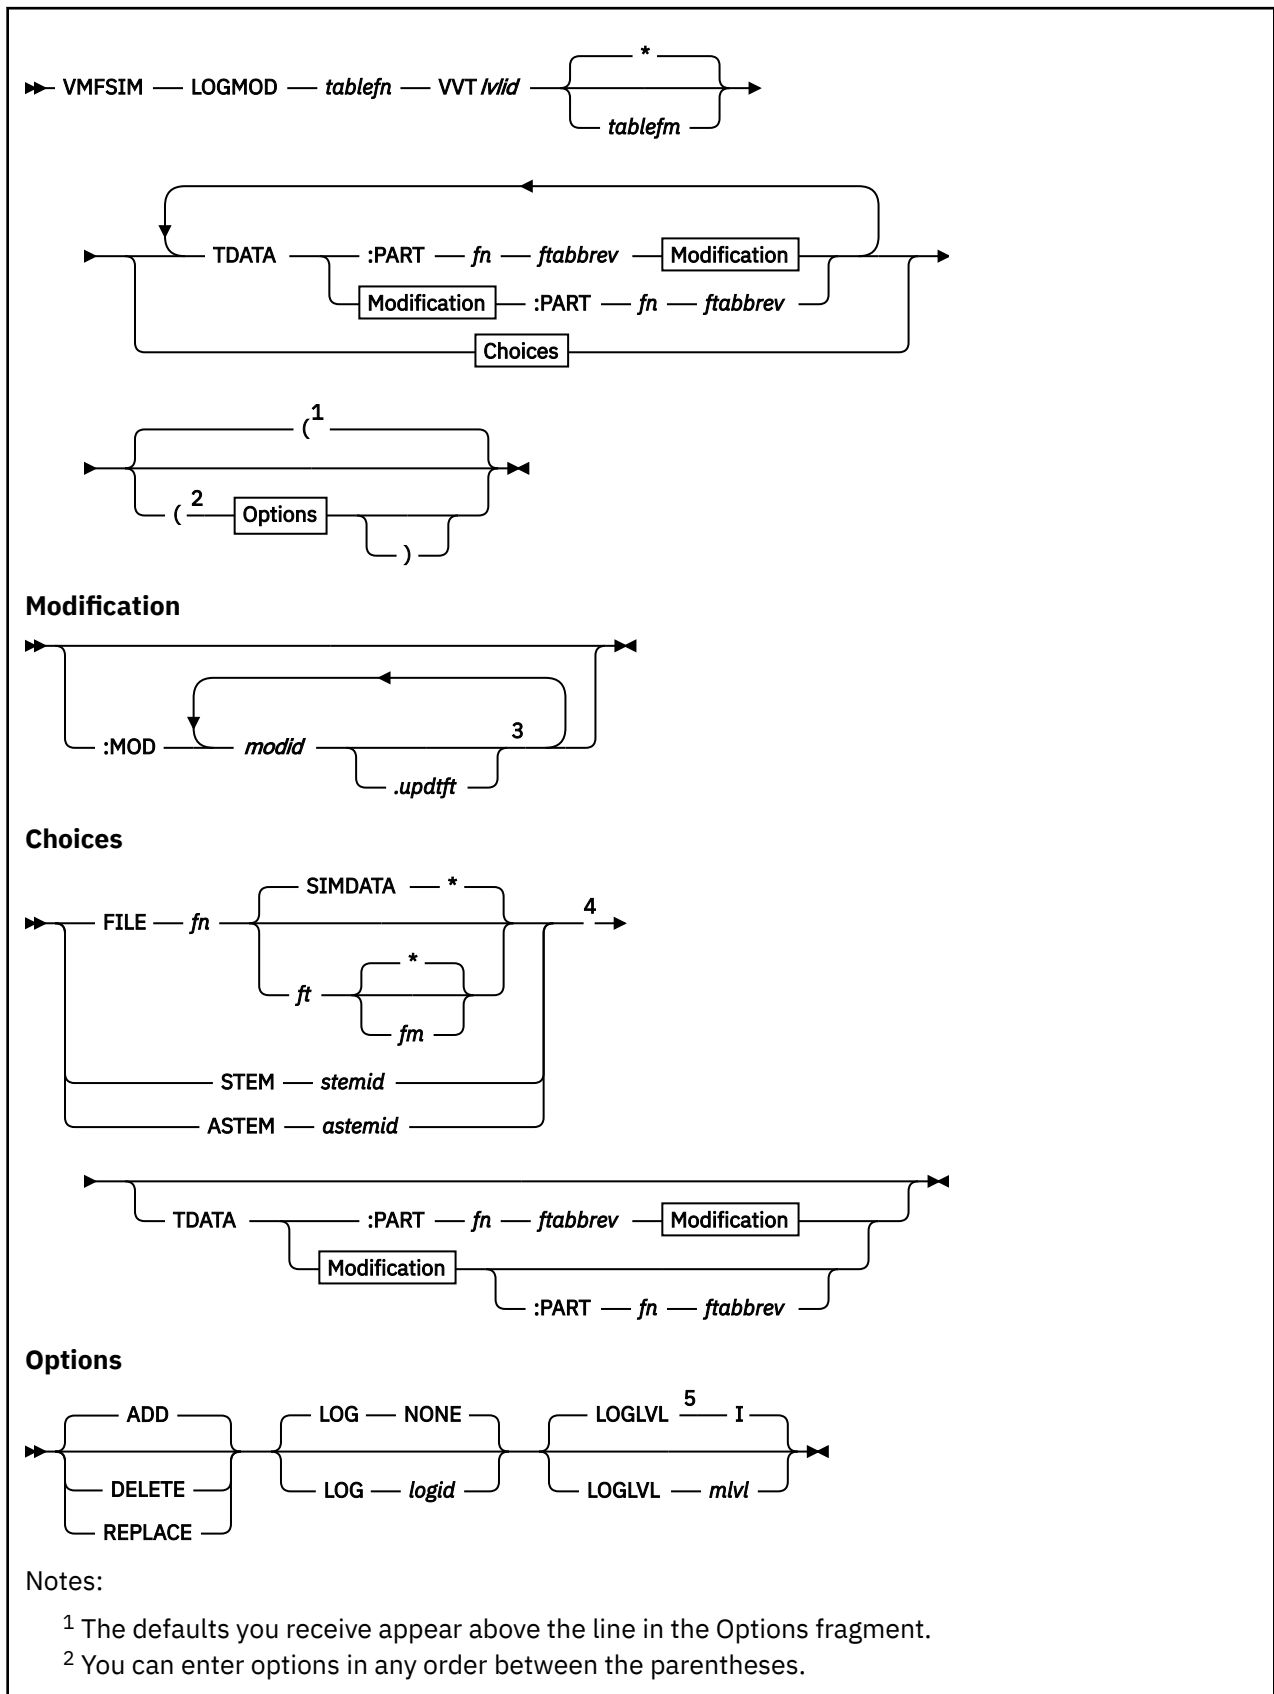 *
VMFSIM LOGMOD tablefn VVTlvlid
tablefm
TDATA :PART fn ftabbrev Modification
Modification :PART fn ftabbrev
Choices
( 1
( 2 Options
)
Modification
:MOD modid 3
.updtft
Choices
SIMDATA *
FILE fn 4
*
ft
fm
STEM stemid
ASTEM astemid
TDATA :PART fn ftabbrev Modification
Modification
:PART fn ftabbrev
Options
ADD LOG NONE LOGLVL 5 I
DELETE LOG logid LOGLVL mlvl
REPLACE
Notes:
1 The defaults you receive appear above the line in the Options fragment.
2 You can enter options in any order between the parentheses.